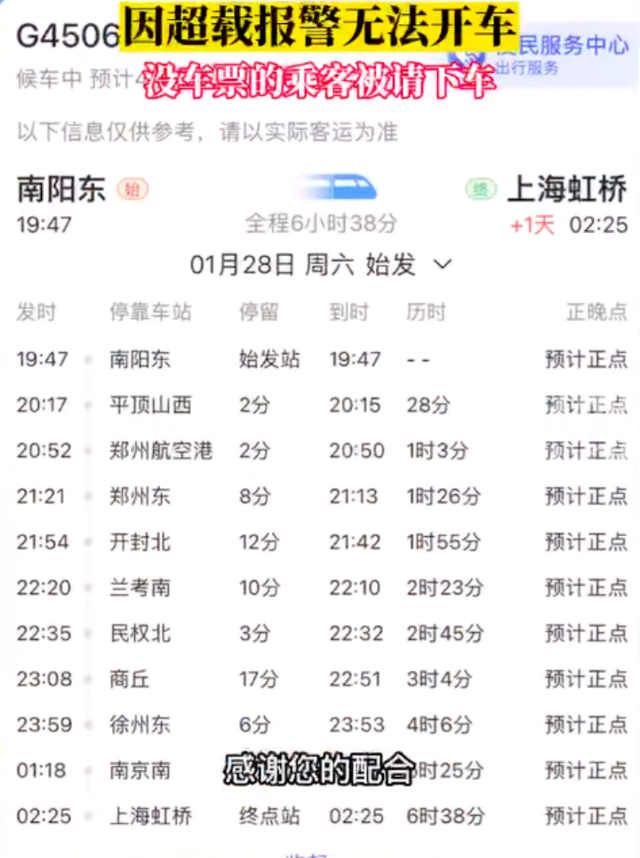 因超载报警无法开车
G4506
民服务中心
出行服务
候车中 预计
没车票的乘客被请下车
以下信息仅供参考，请以实际客运为准
南阳东 始 终 上海虹桥
19:47 全程6小时38分 +1天 02:25
01月28日 周六 始发
发时 停靠车站 停留 到时 历时 正晚点
19:47 南阳东 始发站 19:47 -- 预计正点
20:17 平顶山西 2分 20:15 28分 预计正点
20:52 郑州航空港 2分 20:50 1时3分 预计正点
21:21 郑州东 8分 21:13 1时26分 预计正点
21:54 开封北 12分 21:42 1时55分 预计正点
22:20 兰考南 10分 22:10 2时23分 预计正点
22:35 民权北 3分 22:32 2时45分 预计正点
23:08 商丘 17分 22:51 3时4分 预计正点
23:59 徐州东 6分 23:53 4时6分 预计正点
01:18 南京南 感谢您的配合 时25分 预计正点
02:25 上海虹桥 终点站 02:25 6时38分 预计正点